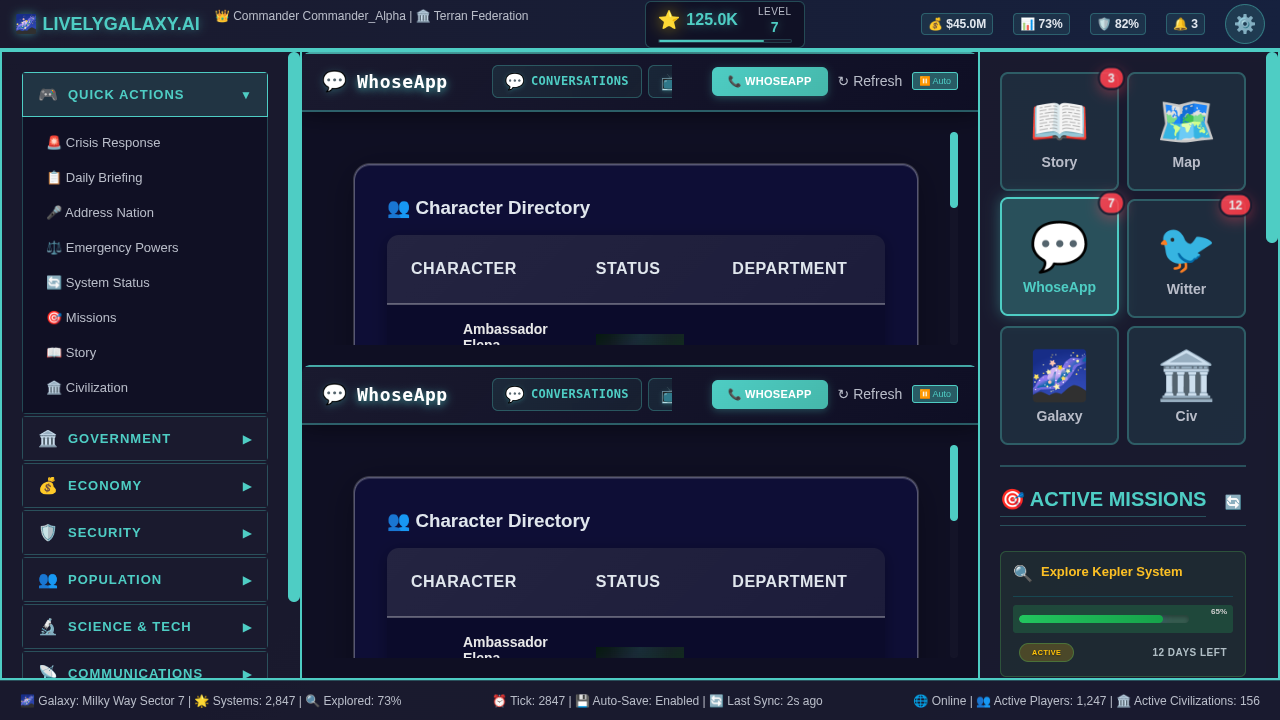 🌌 LIVELYGALAXY.AI
👑 Commander Commander_Alpha | 🏛️ Terran Federation
⭐ 125.0K
LEVEL
7
💰 $45.0M
📊 73%
🛡️ 82%
🔔 3
🎮 QUICK ACTIONS ▼
🚨 Crisis Response
📋 Daily Briefing
🎤 Address Nation
⚖️ Emergency Powers
🔄 System Status
🎯 Missions
📖 Story
🏛️ Civilization
🏛️ GOVERNMENT ▶
💰 ECONOMY ▶
🛡️ SECURITY ▶
👥 POPULATION ▶
🔬 SCIENCE & TECH ▶
📡 COMMUNICATIONS ▶
💬 WhoseApp
💬 CONVERSATIONS
📞 WHOSEAPP
↻ Refresh
⏸️ Auto
👥 Character Directory
CHARACTER STATUS DEPARTMENT
Ambassador
Elena
💬 WhoseApp
💬 CONVERSATIONS
📞 WHOSEAPP
↻ Refresh
⏸️ Auto
👥 Character Directory
CHARACTER STATUS DEPARTMENT
Ambassador
Elena
3
Story
Map
7
WhoseApp
12
Witter
Galaxy
Civ
🎯 ACTIVE MISSIONS 🔄
🔍 Explore Kepler System
65%
ACTIVE
12 DAYS LEFT
🌌 Galaxy: Milky Way Sector 7 | 🌟 Systems: 2,847 | 🔍 Explored: 73%
⏰ Tick: 2847 | 💾 Auto-Save: Enabled | 🔄 Last Sync: 2s ago
🌐 Online | 👥 Active Players: 1,247 | 🏛️ Active Civilizations: 156